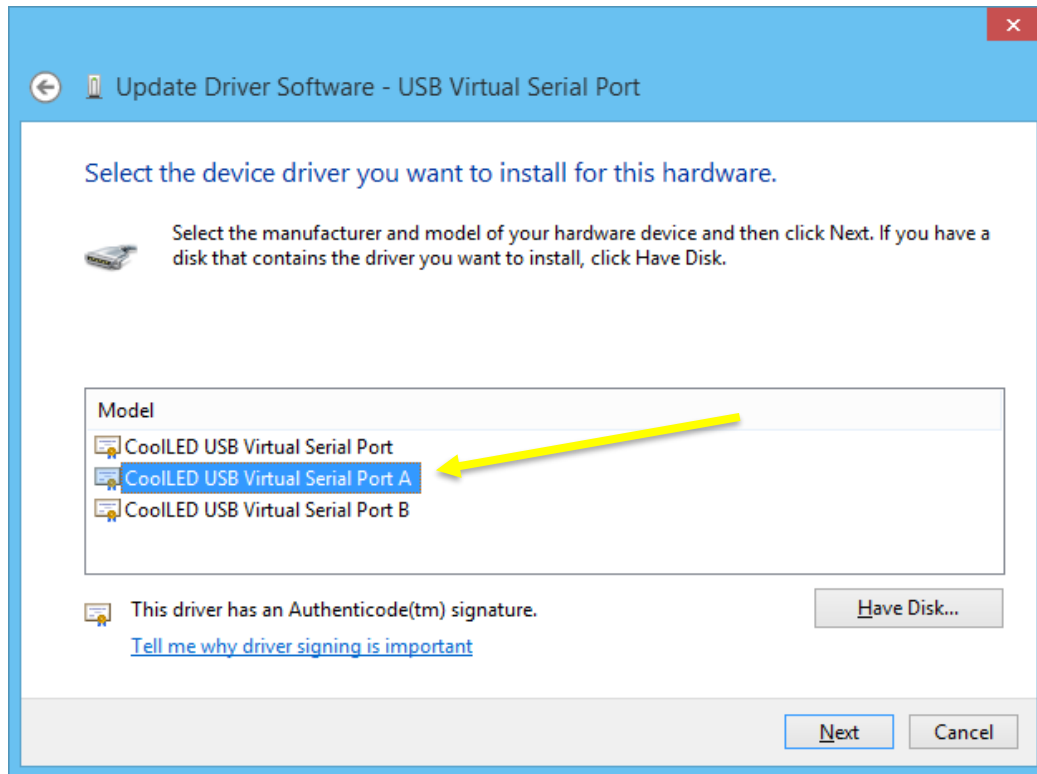 Update Driver Software - USB Virtual Serial Port
Select the device driver you want to install for this hardware.
Select the manufacturer and model of your hardware device and then click Next. If you have a
disk that contains the driver you want to install, click Have Disk.
Model
CoolLED USB Virtual Serial Port
CoolLED USB Virtual Serial Port A
CoolLED USB Virtual Serial Port B
This driver has an Authenticode(tm) signature.
Have Disk...
Tell me why driver signing is important
Next
Cancel